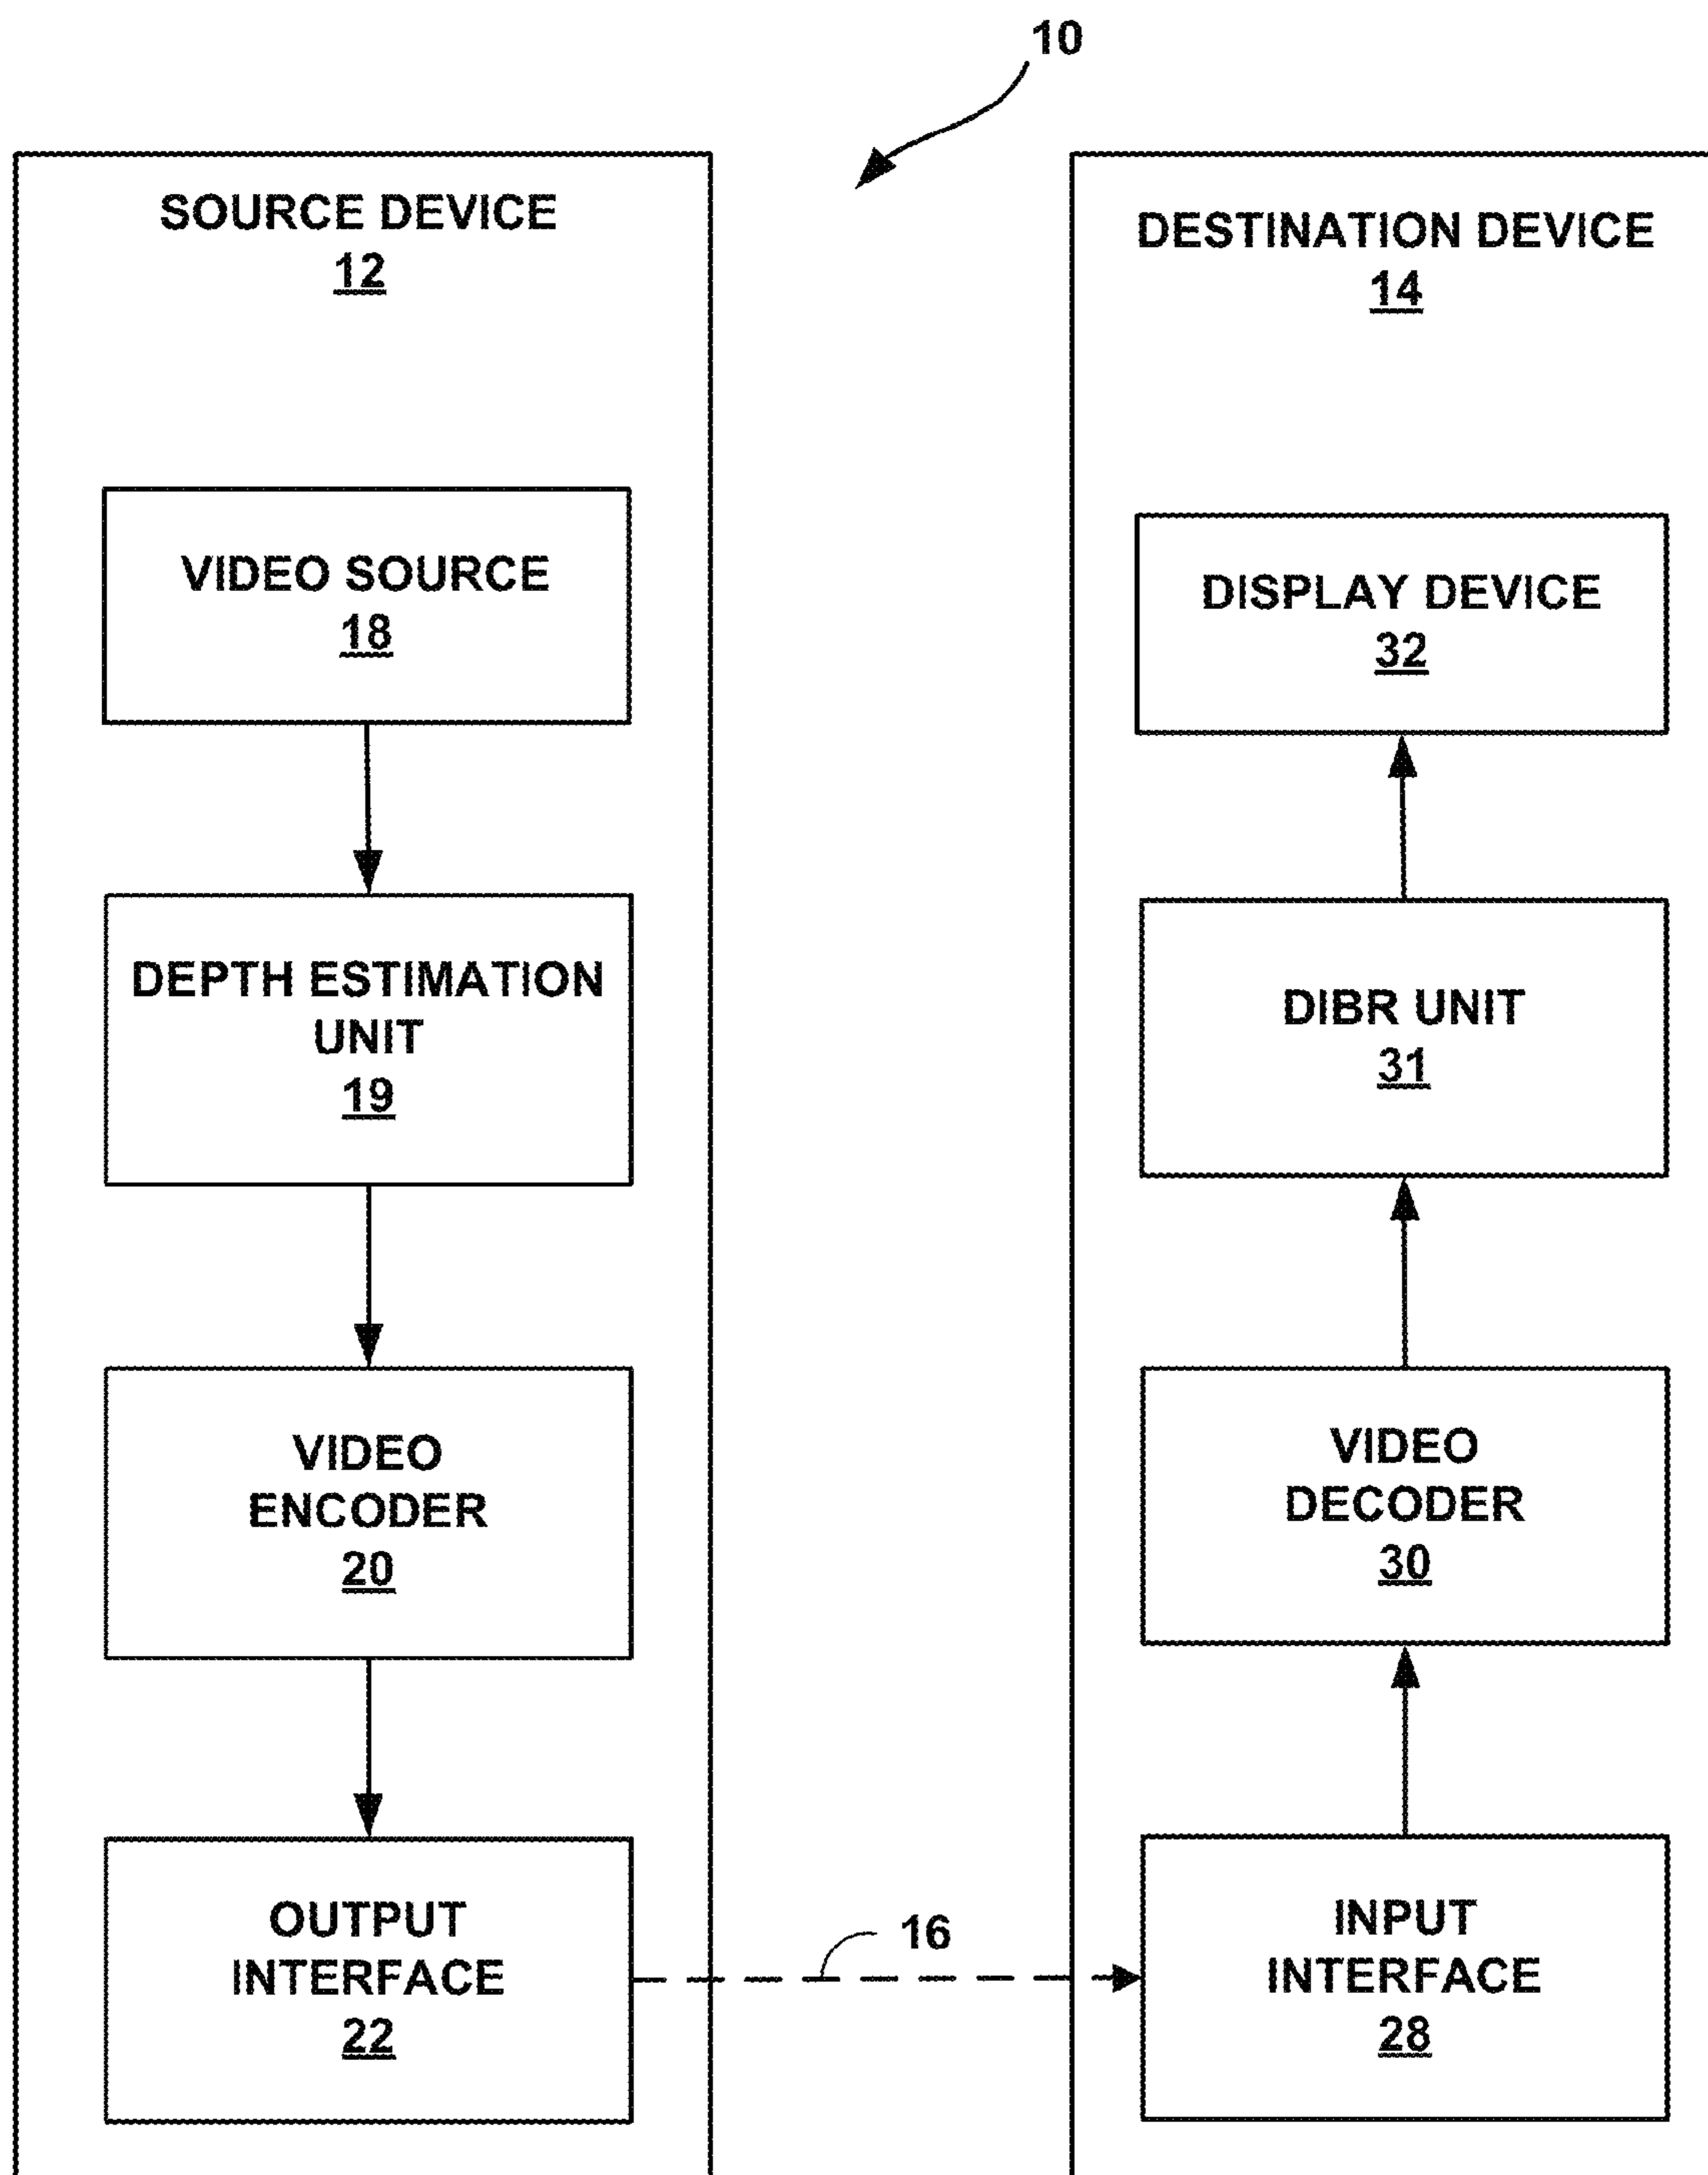 10
SOURCE DEVICE
12
VIDEO SOURCE
18
DEPTH ESTIMATION
UNIT
19
VIDEO
ENCODER
20
OUTPUT
INTERFACE
22
16
DESTINATION DEVICE
14
DISPLAY DEVICE
32
DIBR UNIT
31
VIDEO
DECODER
30
INPUT
INTERFACE
28